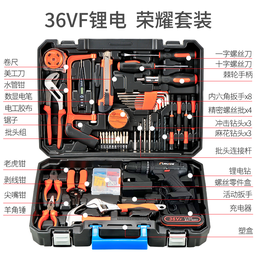 36VF锂电 荣耀套装
卷尺
美工刀
水管钳
数显电笔
电工胶布
锯子
批头组
老虎钳
剥线钳
尖嘴钳
羊角锤
一字螺丝刀
十字螺丝刀
棘轮手柄
内六角扳手x8
精密螺丝批x4
冲击钻头x3
麻花钻头x3
批头连接杆
锂电钻
螺丝零件盒
活动扳手
充电器
塑盒